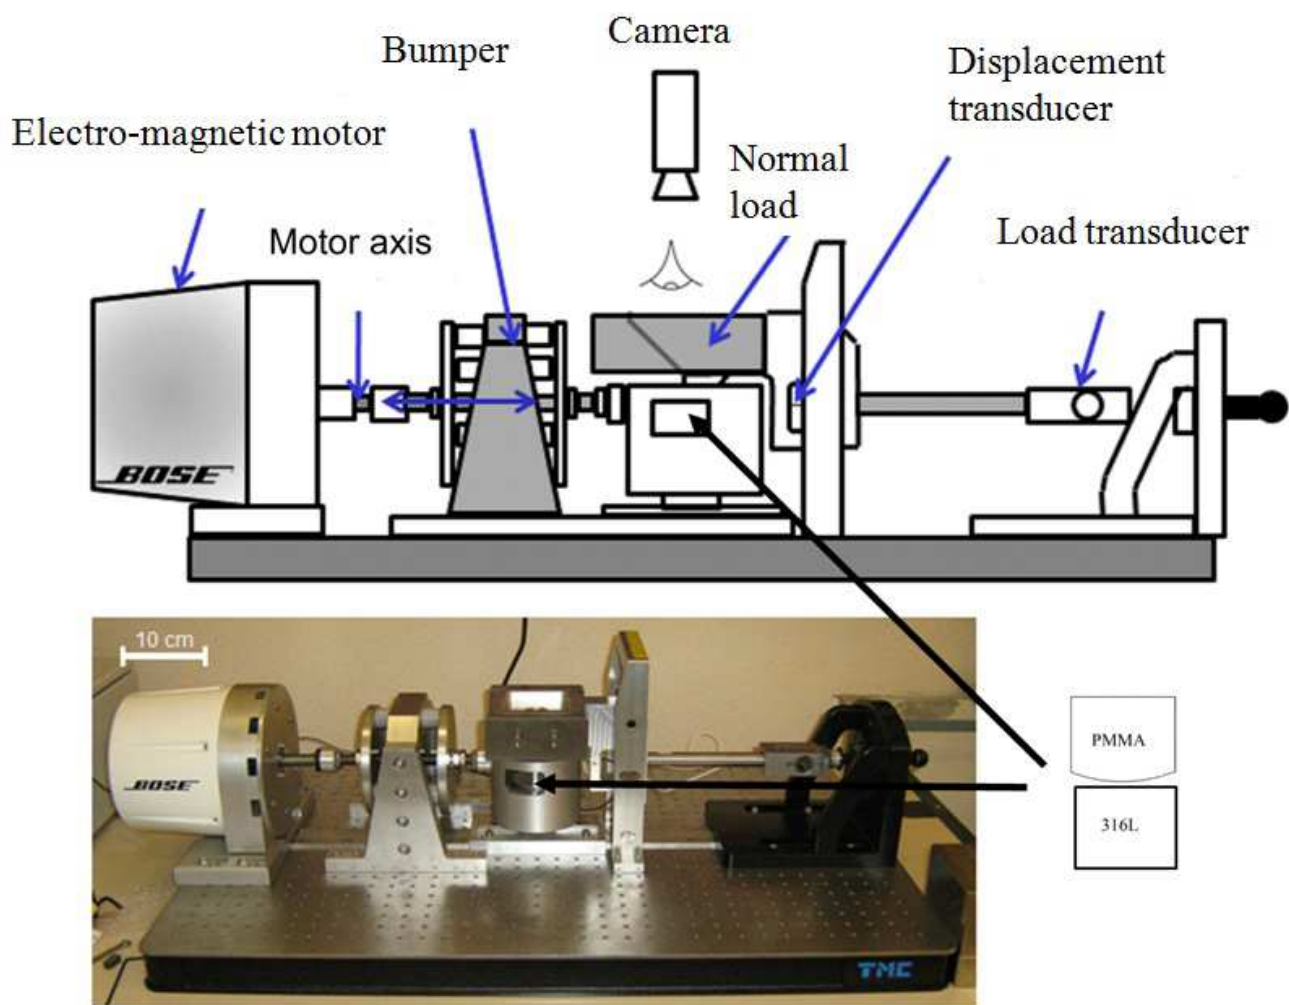 Camera
Bumper
Displacement
transducer
Electro-magnetic motor
Normal
load
Load transducer
Motor axis
BOSE
10 cm
PMMA
BOSE
316L
TMC